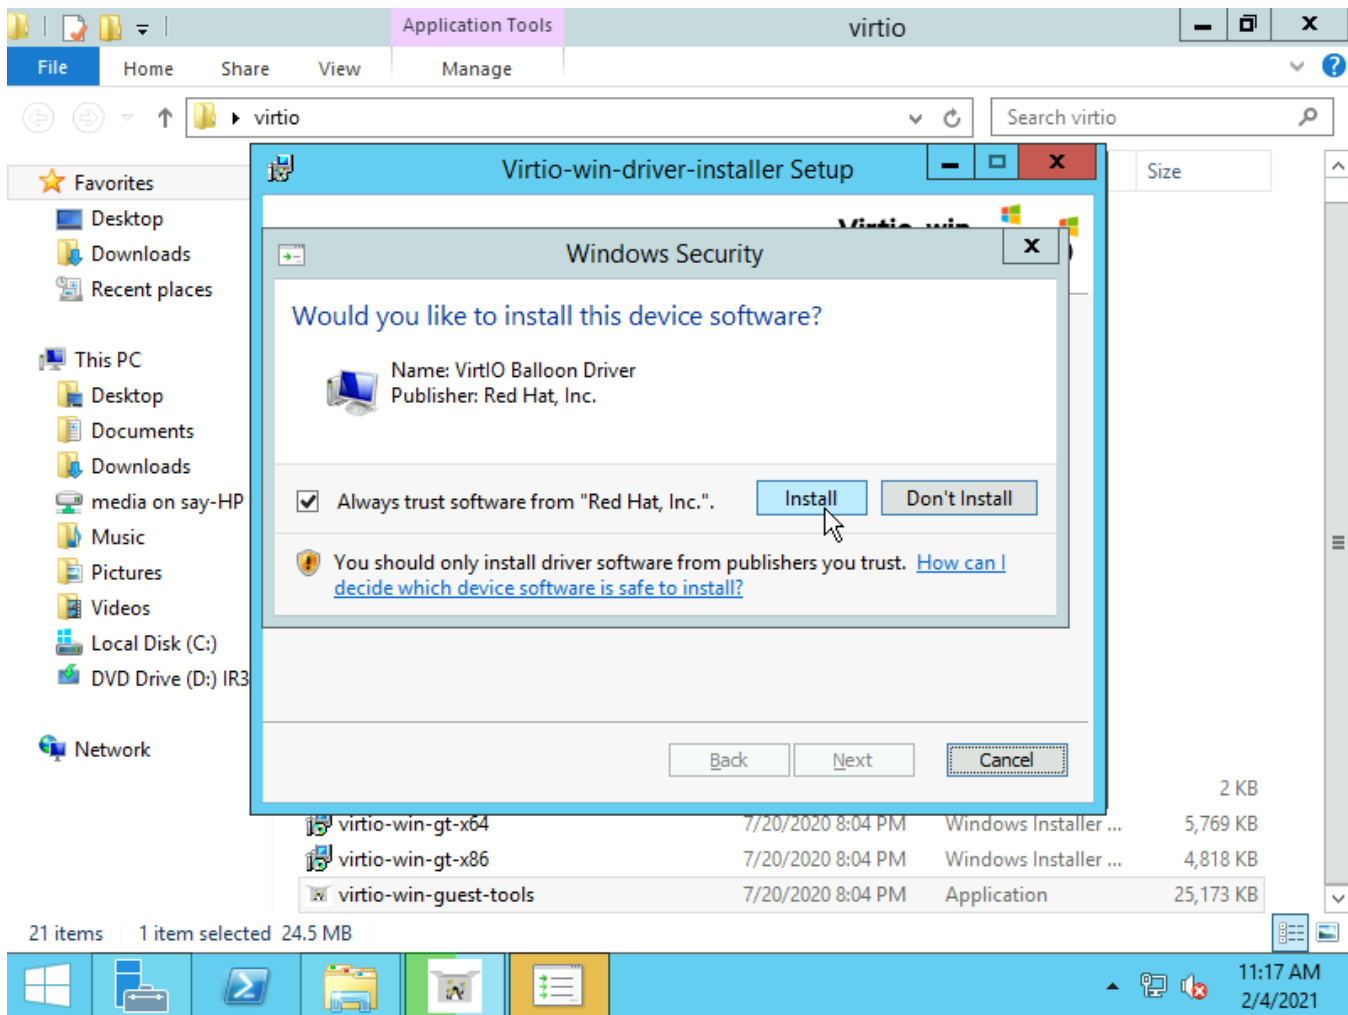 Application Tools
virtio
File
Home
Share
View
Manage
virtio
Search virtio
Favorites
Desktop
Downloads
Recent places
This PC
Desktop
Documents
Downloads
media on say-HP
Music
Pictures
Videos
Local Disk (C:)
DVD Drive (D:) IR3
Network
Size
Virtio-win-driver-installer Setup
Windows Security
Would you like to install this device software?
Name: VirtIO Balloon Driver
Publisher: Red Hat, Inc.
Always trust software from "Red Hat, Inc.".
Install
Don't Install
You should only install driver software from publishers you trust. How can I
decide which device software is safe to install?
Back
Next
Cancel
2 KB
virtio-win-gt-x64 7/20/2020 8:04 PM Windows Installer ... 5,769 KB
virtio-win-gt-x86 7/20/2020 8:04 PM Windows Installer ... 4,818 KB
virtio-win-guest-tools 7/20/2020 8:04 PM Application 25,173 KB
21 items 1 item selected 24.5 MB
11:17 AM
2/4/2021